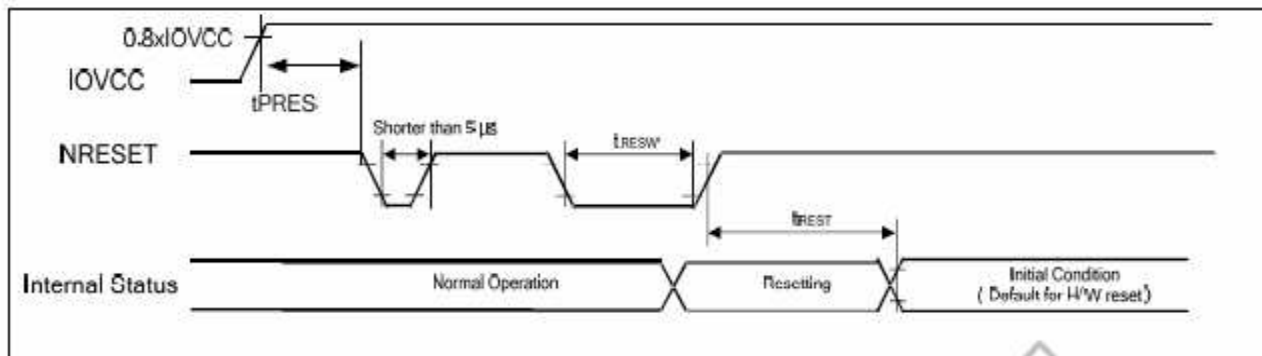 0.8xIOVCC
IOVCC
tPRES
Shorter than 5 μs
NRESET
tRESW
tREST
Internal Status
Normal Operation
Resetting
Initial Condition
( Default for H/W reset)